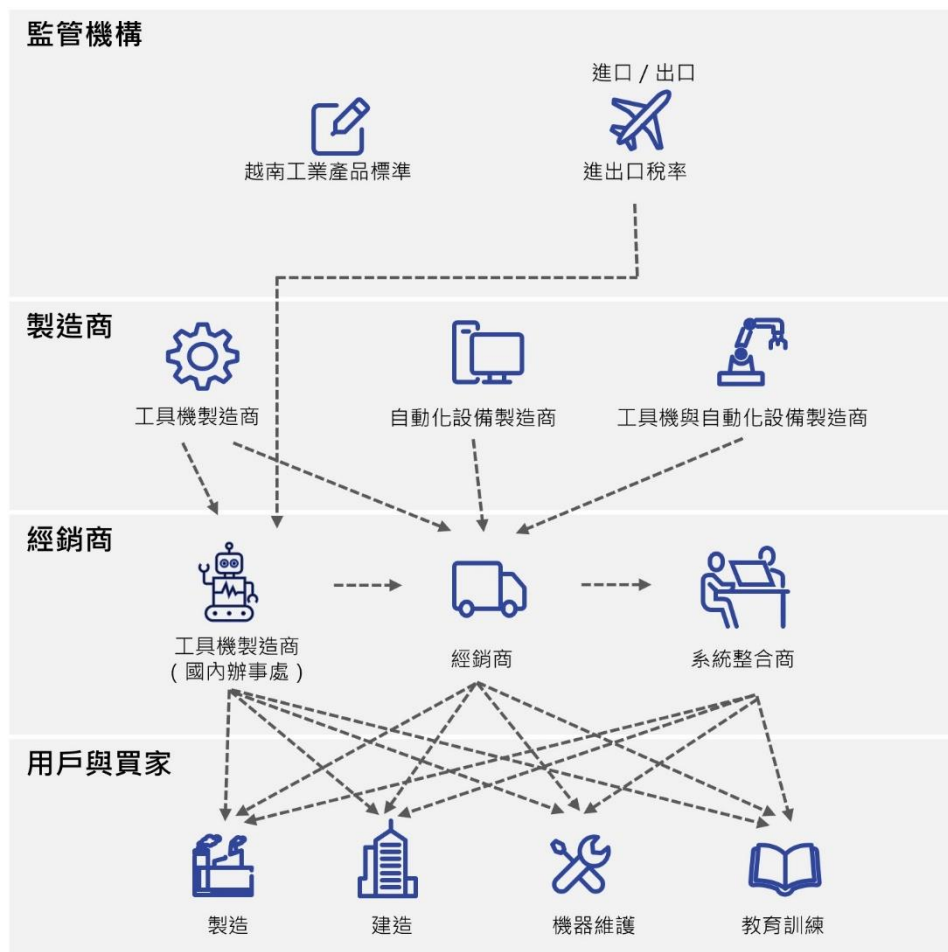 監管機構
進口 / 出口
越南工業產品標準
進出口稅率
製造商
工具機製造商
自動化設備製造商
工具機與自動化設備製造商
經銷商
工具機製造商
( 國內辦事處 )
經銷商
系統整合商
用戶與買家
製造
建造
機器維護
教育訓練